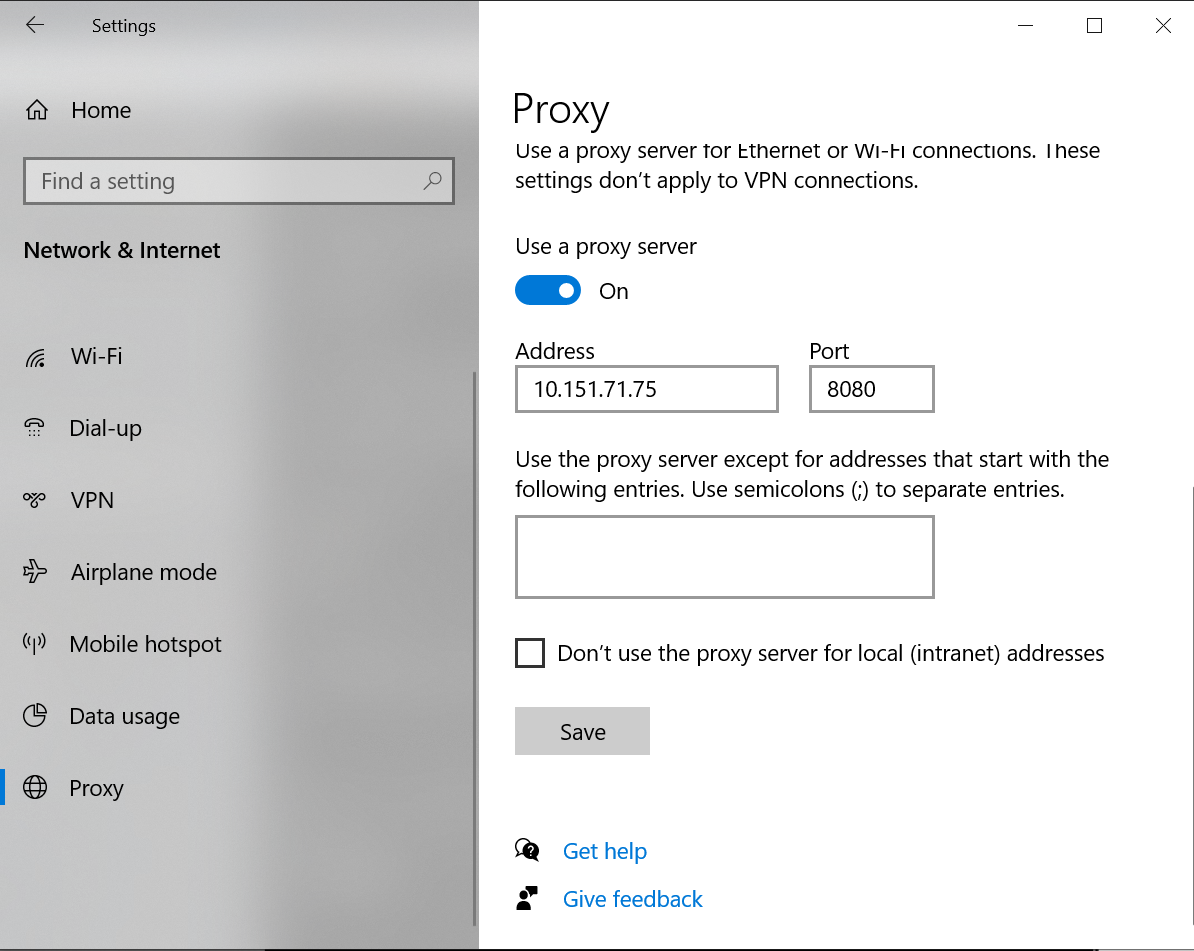 Settings
Home
Find a setting
Network & Internet
Wi-Fi
Dial-up
VPN
Airplane mode
Mobile hotspot
Data usage
Proxy
Proxy
Use a proxy server for Ethernet or Wi-Fi connections. These
settings don’t apply to VPN connections.
Use a proxy server
On
Address Port
10.151.71.75 8080
Use the proxy server except for addresses that start with the
following entries. Use semicolons (;) to separate entries.
Don’t use the proxy server for local (intranet) addresses
Save
Get help
Give feedback